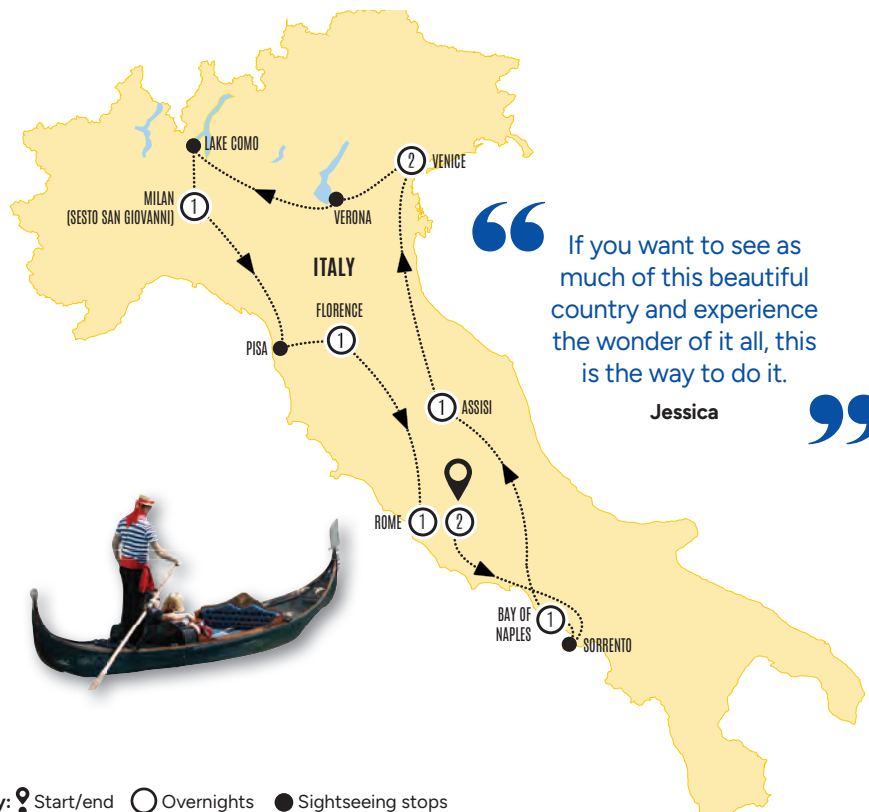 LAKE COMO
2
VENICE
MILAN
(SESTO SAN GIOVANNI)
1
VERONA
“
If you want to see as
much of this beautiful
country and experience
the wonder of it all, this
is the way to do it.
Jessica
”
ITALY
FLORENCE
PISA
1
1
ASSISI
ROME
1
2
BAY OF
NAPLES
1
SORRENTO
y:
Start/end
Overnights
Sightseeing stops